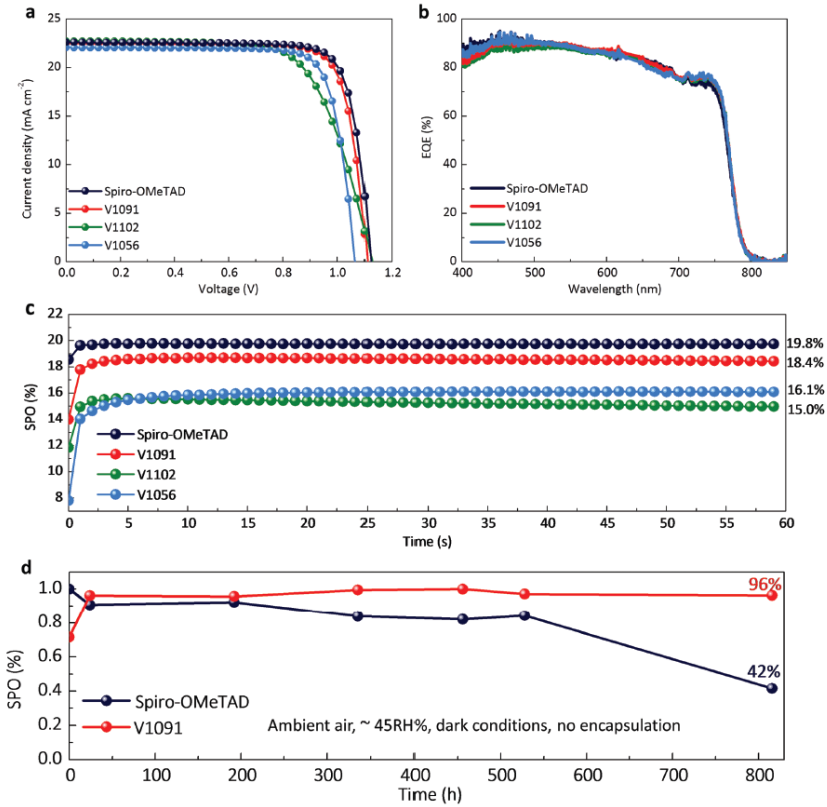 a
25
20
15
10
5
0
Current density (mA cm⁻²)
Spiro-OMeTAD
V1091
V1102
V1056
0.0 0.2 0.4 0.6 0.8 1.0 1.2
Voltage (V)
b
100
80
60
40
20
0
EQE (%)
Spiro-OMeTAD
V1091
V1102
V1056
400 500 600 700 800
Wavelength (nm)
c
22
20
18
16
14
12
10
8
SPO (%)
19.8%
18.4%
16.1%
15.0%
Spiro-OMeTAD
V1091
V1102
V1056
0 5 10 15 20 25 30 35 40 45 50 55 60
Time (s)
d
1.0
0.8
0.6
0.4
0.2
0.0
SPO (%)
96%
42%
Spiro-OMeTAD
V1091
Ambient air, ~ 45RH%, dark conditions, no encapsulation
0 100 200 300 400 500 600 700 800
Time (h)